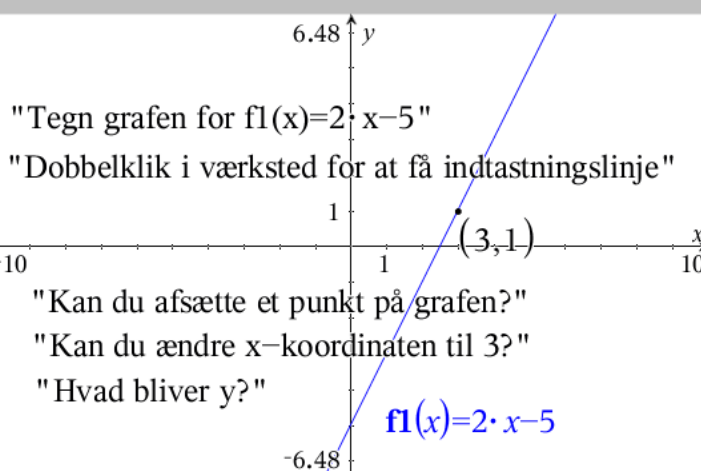 6.48 y
"Tegn grafen for f1(x)=2·x−5"
"Dobbelklik i værksted for at få indtastningslinje"
1
(3,1)
x
-10 1 10
"Kan du afsætte et punkt på grafen?"
"Kan du ændre x−koordinaten til 3?"
"Hvad bliver y?"
f1(x)=2·x−5
-6.48